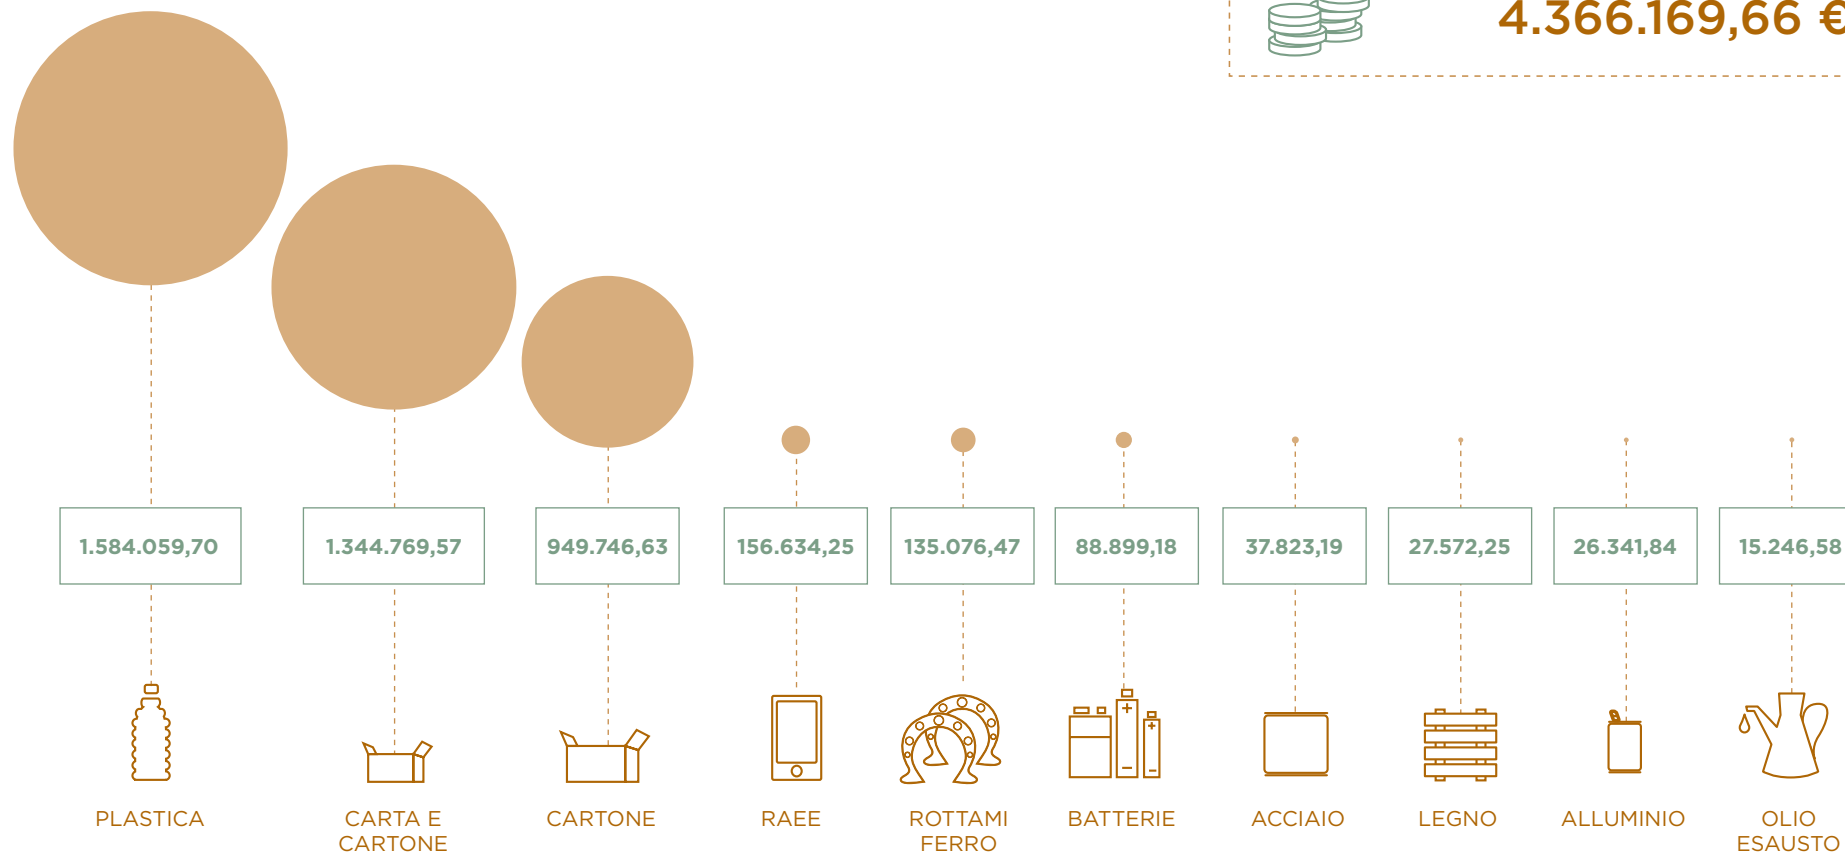 4.366.169,66 €
1.584.059,70
1.344.769,57
949.746,63
156.634,25
135.076,47
88.899,18
37.823,19
27.572,25
26.341,84
15.246,58
PLASTICA
CARTA E
CARTONE
CARTONE
RAEE
ROTTAMI
FERRO
BATTERIE
ACCIAIO
LEGNO
ALLUMINIO
OLIO
ESAUSTO